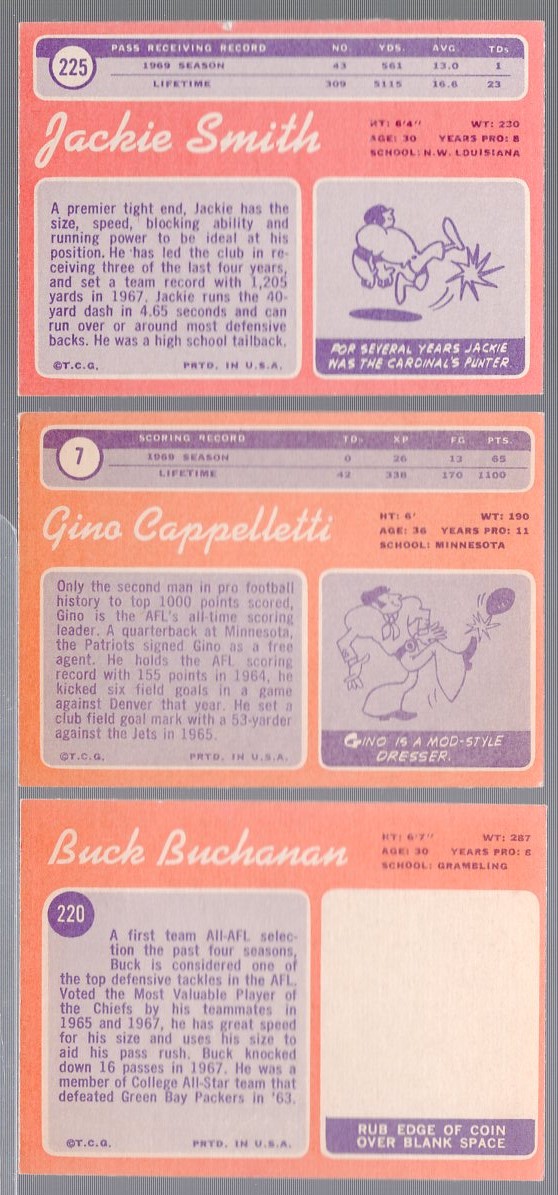 225
PASS RECEIVING RECORD NO. YDS. AVG. TDs
1969 SEASON 43 561 13.0 1
LIFETIME 309 5115 16.6 23
Jackie Smith
HT: 6'4" WT: 230
AGE: 30 YEARS PRO: 8
SCHOOL: N.W. LOUISIANA
A premier tight end, Jackie has the
size, speed, blocking ability and
running power to be ideal at his
position. He has led the club in re-
ceiving three of the last four years,
and set a team record with 1,205
yards in 1967. Jackie runs the 40-
yard dash in 4.65 seconds and can
run over or around most defensive
backs. He was a high school tailback.
©T.C.G. PRTD. IN U.S.A.
FOR SEVERAL YEARS JACKIE
WAS THE CARDINAL'S PUNTER.
7
SCORING RECORD TDs XP FG PTS.
1969 SEASON 0 26 13 65
LIFETIME 42 338 170 1100
Gino Cappelletti
HT: 6' WT: 190
AGE: 36 YEARS PRO: 11
SCHOOL: MINNESOTA
Only the second man in pro football
history to top 1000 points scored,
Gino is the AFL's all-time scoring
leader. A quarterback at Minnesota,
the Patriots signed Gino as a free
agent. He holds the AFL scoring
record with 155 points in 1964, he
kicked six field goals in a game
against Denver that year. He set a
club field goal mark with a 53-yarder
against the Jets in 1965.
©T.C.G. PRTD. IN U.S.A.
GINO IS A MOD-STYLE
DRESSER.
Buck Buchanan
HT: 6'7" WT: 287
AGE: 30 YEARS PRO: 6
SCHOOL: GRAMBLING
220
A first team All-AFL selec-
tion the past four seasons,
Buck is considered one of
the top defensive tackles in the AFL.
Voted the Most Valuable Player of
the Chiefs by his teammates in
1965 and 1967, he has great speed
for his size and uses his size to
aid his pass rush. Buck knocked
down 16 passes in 1967. He was a
member of College All-Star team that
defeated Green Bay Packers in '63.
©T.C.G. PRTD. IN U.S.A.
RUB EDGE OF COIN
OVER BLANK SPACE